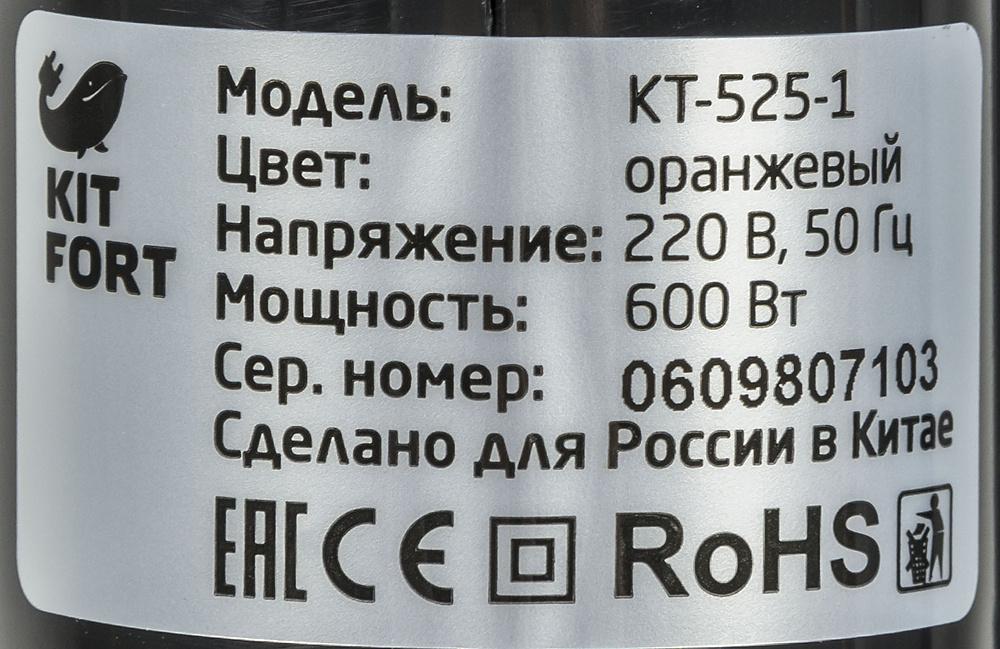 KIT
FORT
Модель: КТ-525-1
Цвет: оранжевый
Напряжение: 220 В, 50 Гц
Мощность: 600 Вт
Сер. номер: 0609807103
Сделано для России в Китае
EAC CE RoHS